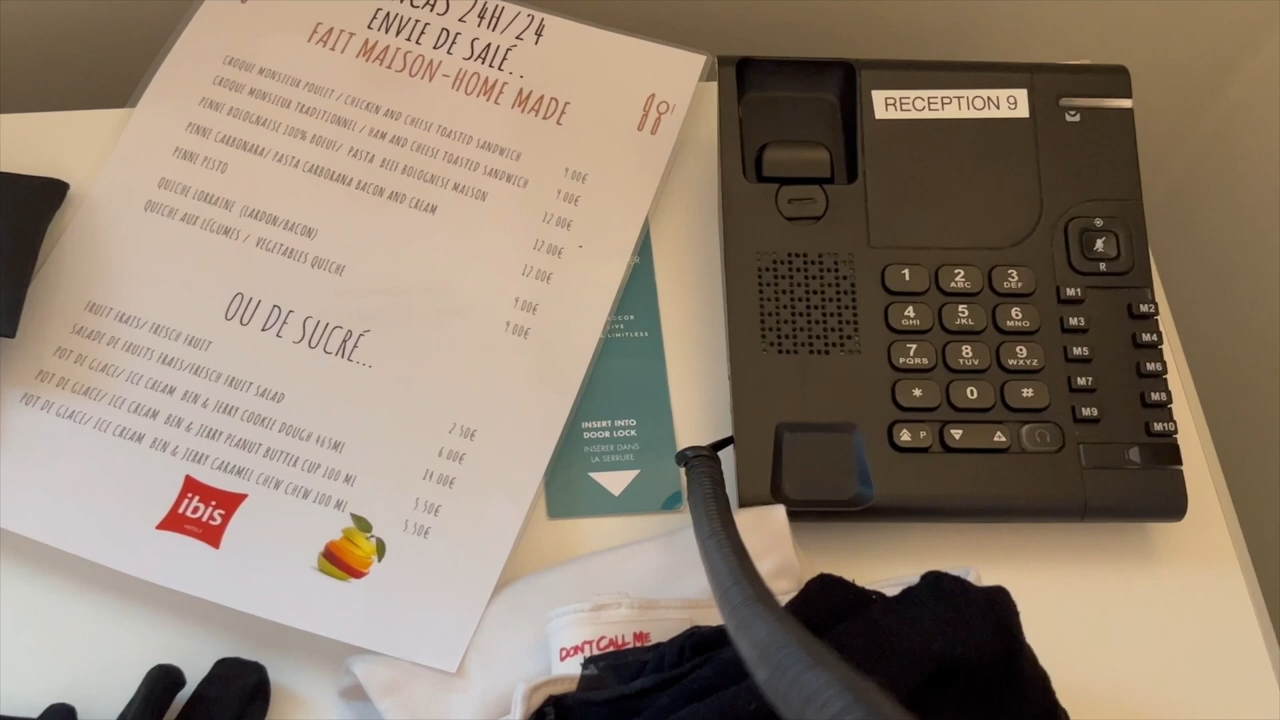 24H/24
ENVIE DE SALÉ..
FAIT MAISON-HOME MADE
CROQUE MONSIEUR POULET / CHICKEN AND CHEESE TOASTED SANDWICH 9.00€
CROQUE MONSIEUR TRADITIONNEL / HAM AND CHEESE TOASTED SANDWICH 9.00€
PENNE BOLOGNAISE 100% BOEUF/ PASTA BEEF BOLOGNESE MAISON 12.00€
PENNE CARBONARA/ PASTA CARBORANA BACON AND CREAM 12.00€
PENNE PESTO 12.00€
QUICHE LORRAINE (LARDON/BACON) 9.00€
QUICHE AUX LÉGUMES / VEGETABLES QUICHE 9.00€
OU DE SUCRÉ...
FRUIT FRAIS/ FRESH FRUIT 2.50€
SALADE DE FRUITS FRAIS/FRESH FRUIT SALAD 6.00€
POT DE GLACE/ ICE CREAM BEN & JERRY COOKIE DOUGH 465ML 14.00€
POT DE GLACE/ ICE CREAM BEN & JERRY PEANUT BUTTER CUP 100 ML 5.50€
POT DE GLACE/ ICE CREAM BEN & JERRY CARAMEL CHEW CHEW 100 ML 5.50€
ibis
HOTELS
LIMITLESS
INSERT INTO
DOOR LOCK
INSÉRER DANS
LA SERRURE
RECEPTION 9
R
1 2 ABC 3 DEF
4 GHI 5 JKL 6 MNO
7 PQRS 8 TUV 9 WXYZ
* 0 #
P
M1 M2
M3 M4
M5 M6
M7 M8
M9 M10
DON'T CALL ME